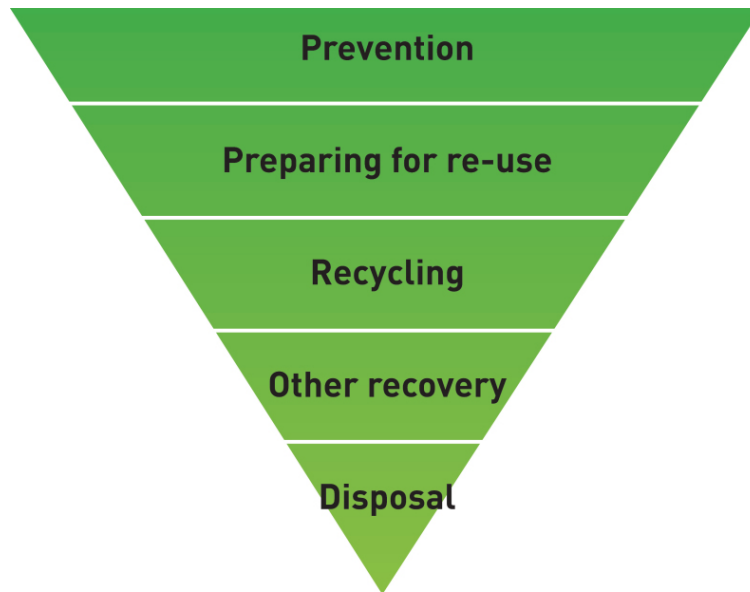 Prevention
Preparing for re-use
Recycling
Other recovery
Disposal